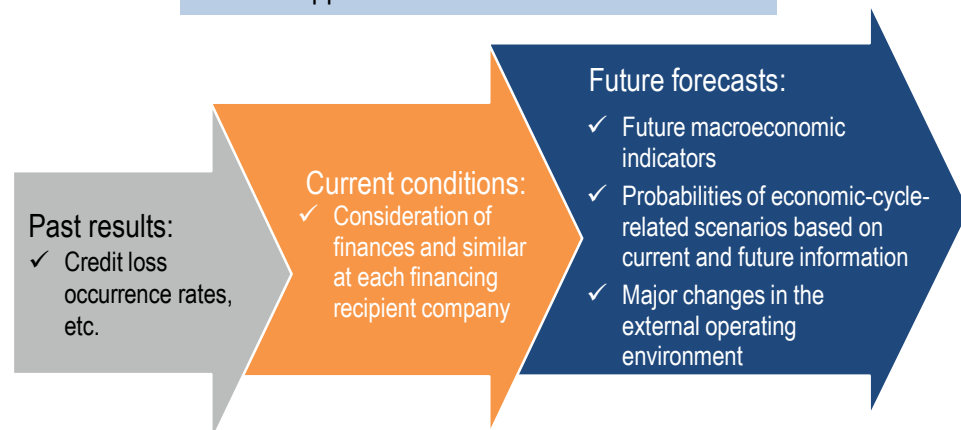 Past results:
✓ Credit loss
occurrence rates,
etc.
Current conditions:
✓ Consideration of
finances and similar
at each financing
recipient company
Future forecasts:
✓ Future macroeconomic
indicators
✓ Probabilities of economic-cycle-
related scenarios based on
current and future information
✓ Major changes in the
external operating
environment